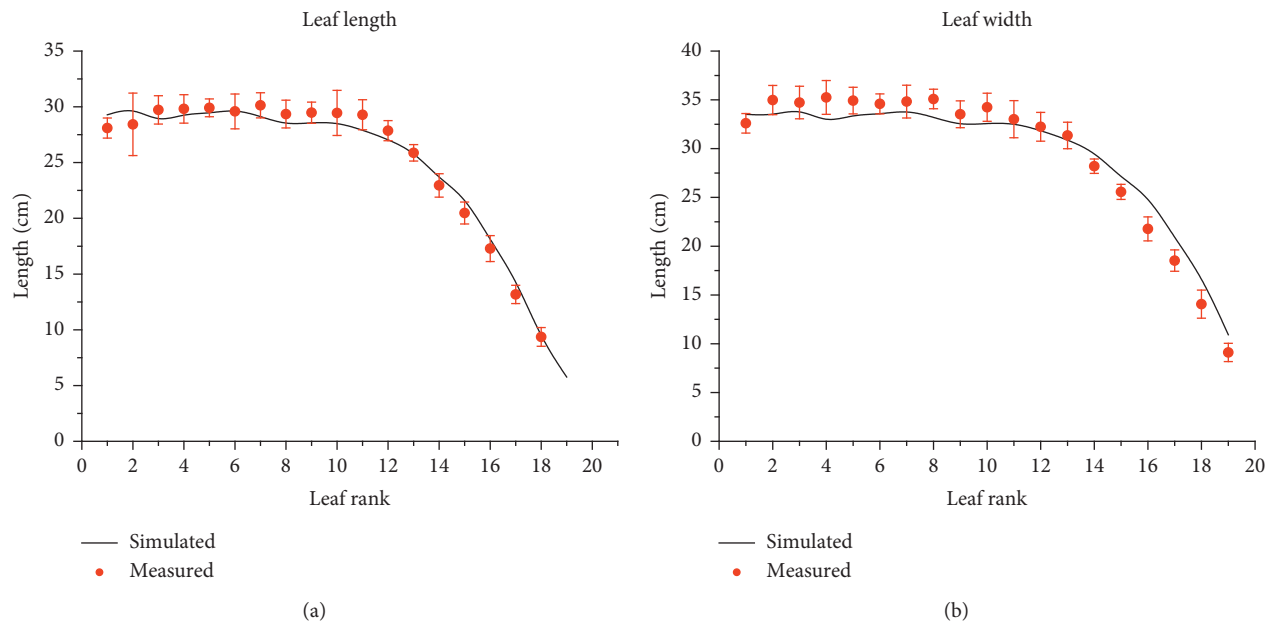 Leaf length
35
30
25
20
15
10
5
0
Length (cm)
0 2 4 6 8 10 12 14 16 18 20
Leaf rank
Simulated
Measured
(a)
Leaf width
40
35
30
25
20
15
10
5
0
Length (cm)
0 2 4 6 8 10 12 14 16 18 20
Leaf rank
Simulated
Measured
(b)